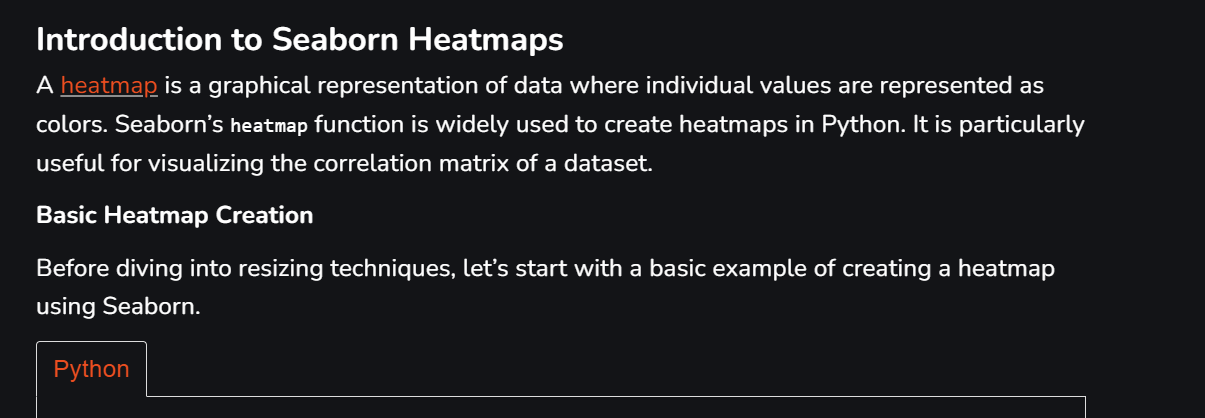 Introduction to Seaborn Heatmaps
A heatmap is a graphical representation of data where individual values are represented as
colors. Seaborn’s heatmap function is widely used to create heatmaps in Python. It is particularly
useful for visualizing the correlation matrix of a dataset.
Basic Heatmap Creation
Before diving into resizing techniques, let’s start with a basic example of creating a heatmap
using Seaborn.
Python